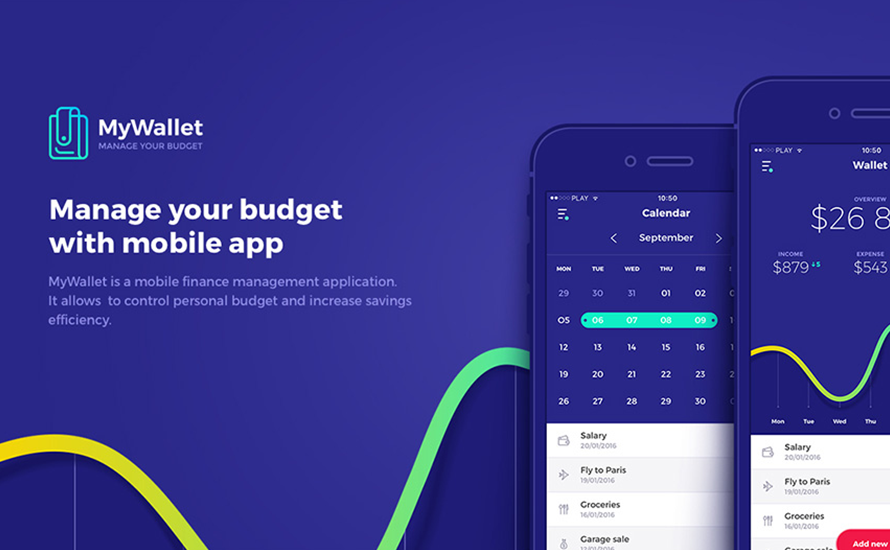 MyWallet
MANAGE YOUR BUDGET
Manage your budget
with mobile app
MyWallet is a mobile finance management application.
It allows to control personal budget and increase savings
efficiency.
PLAY 10:50
Calendar
September
MON TUE WED THU FRI
29 30 31 01 02
05 06 07 08 09
12 13 14 15 16
19 20 21 22 23
26 27 28 29 30
Salary
20/01/2016
Fly to Paris
19/01/2016
Groceries
16/01/2016
Garage sale
PLAY 10:50
Wallet
OVERVIEW
$26 8
INCOME EXPENSE
$879 5 $543
Mon Tue Wed Thu
Salary
20/01/2016
Fly to Paris
19/01/2016
Groceries
16/01/2016
Garage sale
Add new